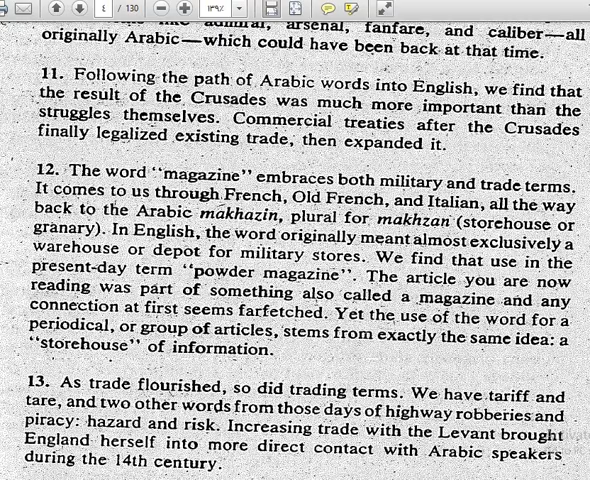 ٤ / 130 ١٣٩%
admiral, arsenal, fanfare, and caliber—all
originally Arabic—which could have been back at that time.
11. Following the path of Arabic words into English, we find that
the result of the Crusades was much more important than the
struggles themselves. Commercial treaties after the Crusades
finally legalized existing trade, then expanded it.
12. The word "magazine" embraces both military and trade terms.
It comes to us through French, Old French, and Italian, all the way
back to the Arabic makhazin, plural for makhzan (storehouse or
granary). In English, the word originally meant almost exclusively a
warehouse or depot for military stores. We find that use in the
present-day term "powder magazine". The article you are now
reading was part of something also called a magazine and any
connection at first seems farfetched. Yet the use of the word for a
periodical, or group of articles, stems from exactly the same idea: a
"storehouse" of information.
13. As trade flourished, so did trading terms. We have tariff and
tare, and two other words from those days of highway robberies and
piracy: hazard and risk. Increasing trade with the Levant brought
England herself into more direct contact with Arabic speakers
during the 14th century.